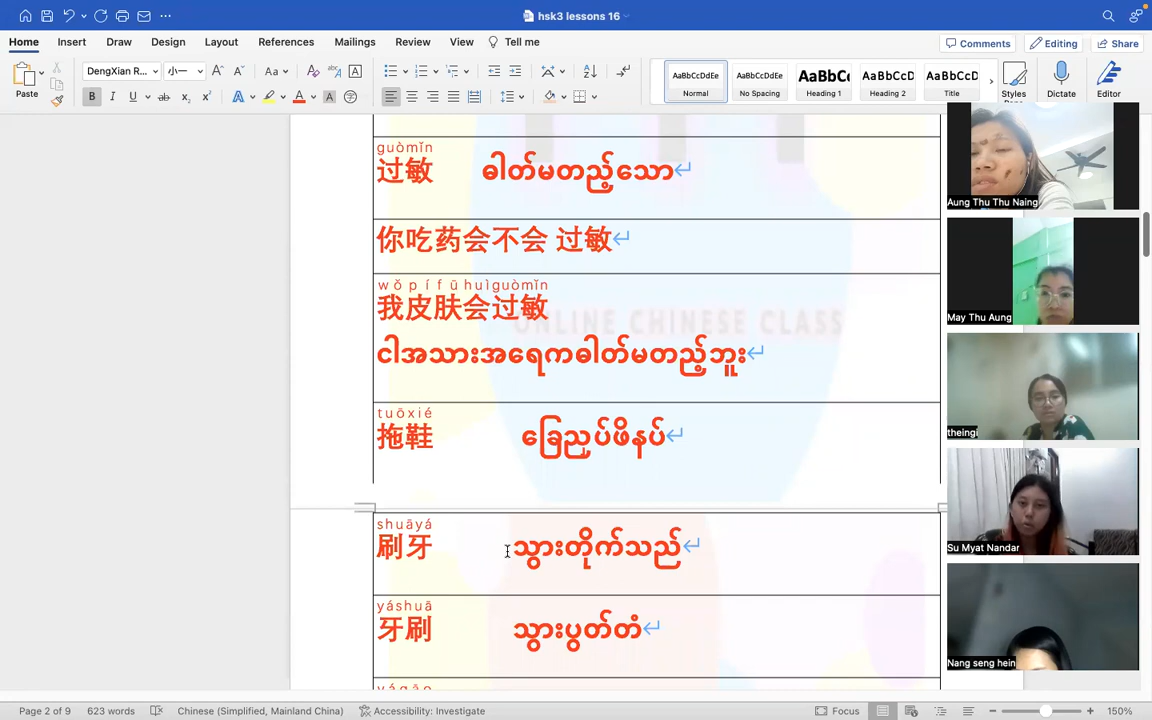 hsk3 lessons 16
Home Insert Draw Design Layout References Mailings Review View Tell me
Comments Editing Share
Paste
DengXian R... 小一
AaBbCcDdEe AaBbCcDdEe AaBbCc AaBbCcD AaBbCcD
Normal No Spacing Heading 1 Heading 2 Title
Styles
Dictate
Editor
guòmǐn
过敏 ဓါတ်မတည့်သော
你吃药会不会 过敏
wǒpífūhuìguòmǐn
我皮肤会过敏
ONLINE CHINESE CLASS
ငါအသားအရေကဓါတ်မတည့်ဘူး
tuōxié
拖鞋 ခြေညှပ်ဖိနပ်
shuāyá
刷牙 သွားတိုက်သည်
yáshuā
牙刷 သွားပွတ်တံ
Aung Thu Thu Naing
May Thu Aung
theingi
Su Myat Nandar
Nang seng hein
Page 2 of 9 623 words Chinese (Simplified, Mainland China) Accessibility: Investigate Focus 150%